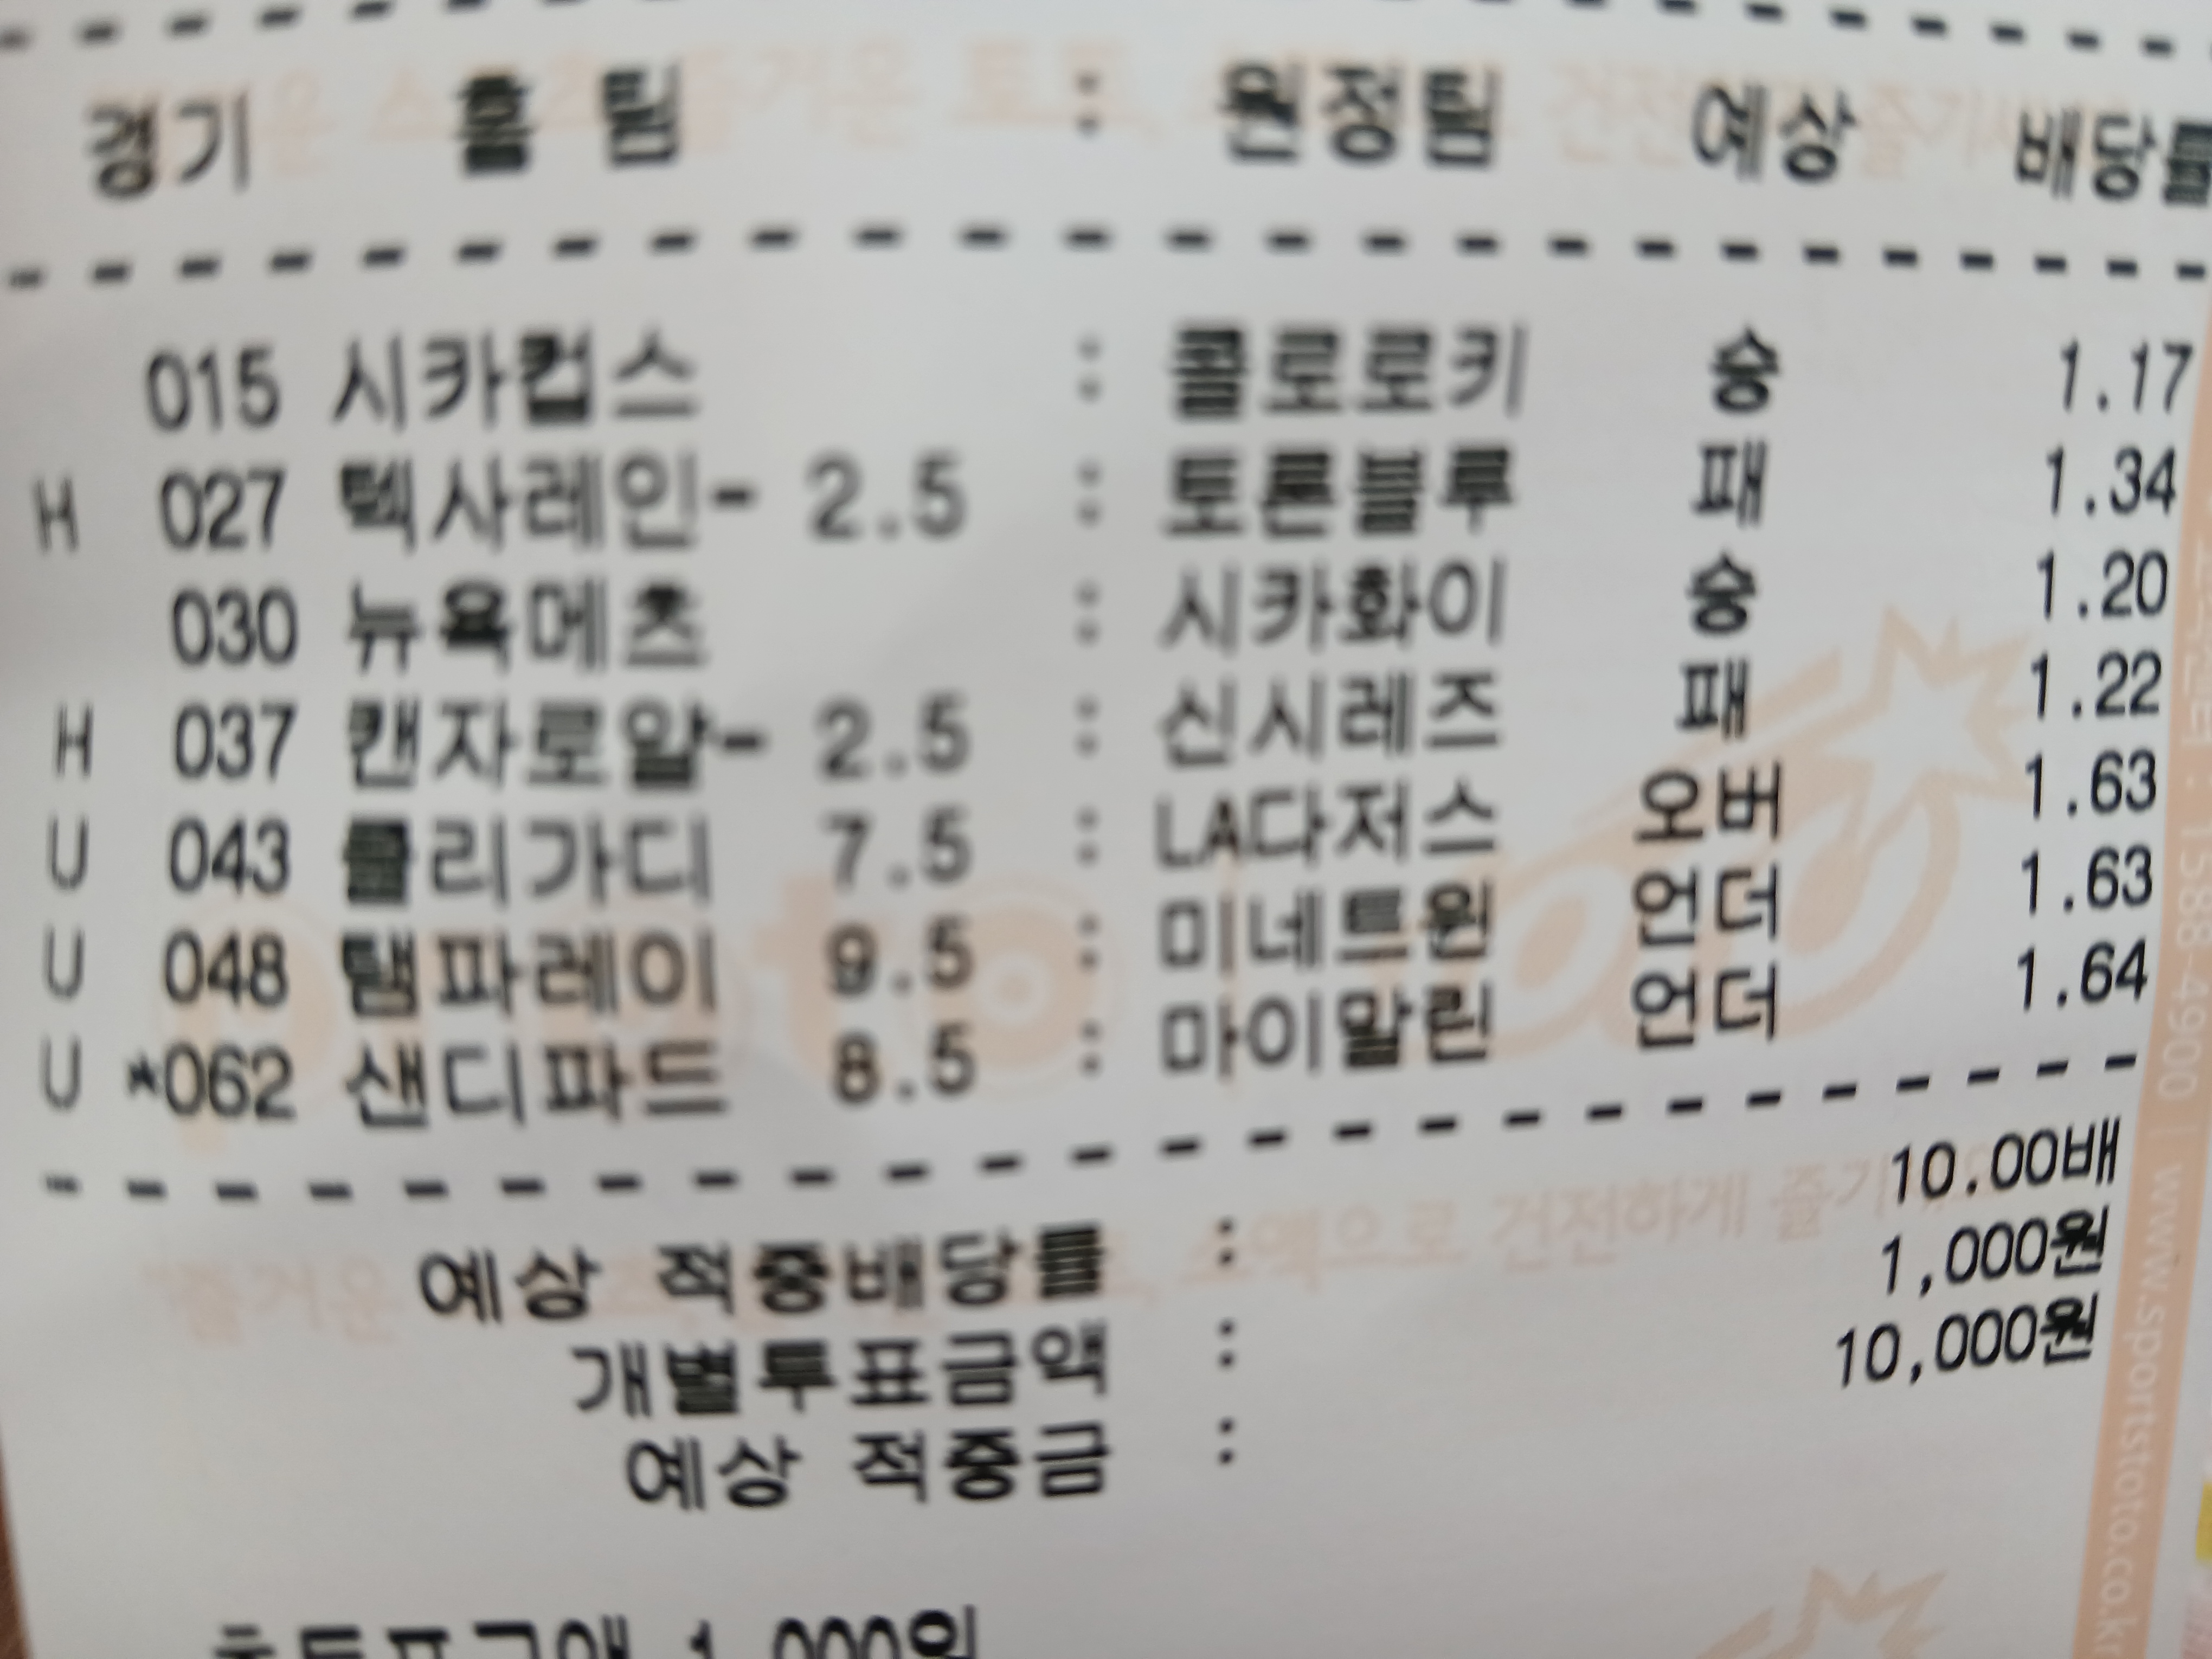 경기 홈 팀 : 원정팀 예상 배당률
015 시카컵스 : 콜로로키 승 1.17
H 027 텍사레인- 2.5 : 토론블루 패 1.34
030 뉴욕메츠 : 시카화이 승 1.20
H 037 캔자로얄- 2.5 : 신시레즈 패 1.22
U 043 클리가디 7.5 : LA다저스 오버 1.63
U 048 탬파레이 9.5 : 미네트윈 언더 1.63
U *062 샌디파드 8.5 : 마이말린 언더 1.64
예상 적중배당률 : 10.00배
개별투표금액 : 1,000원
예상 적중금 : 10,000원
1588-4900 | www.sportstoto.co.kr